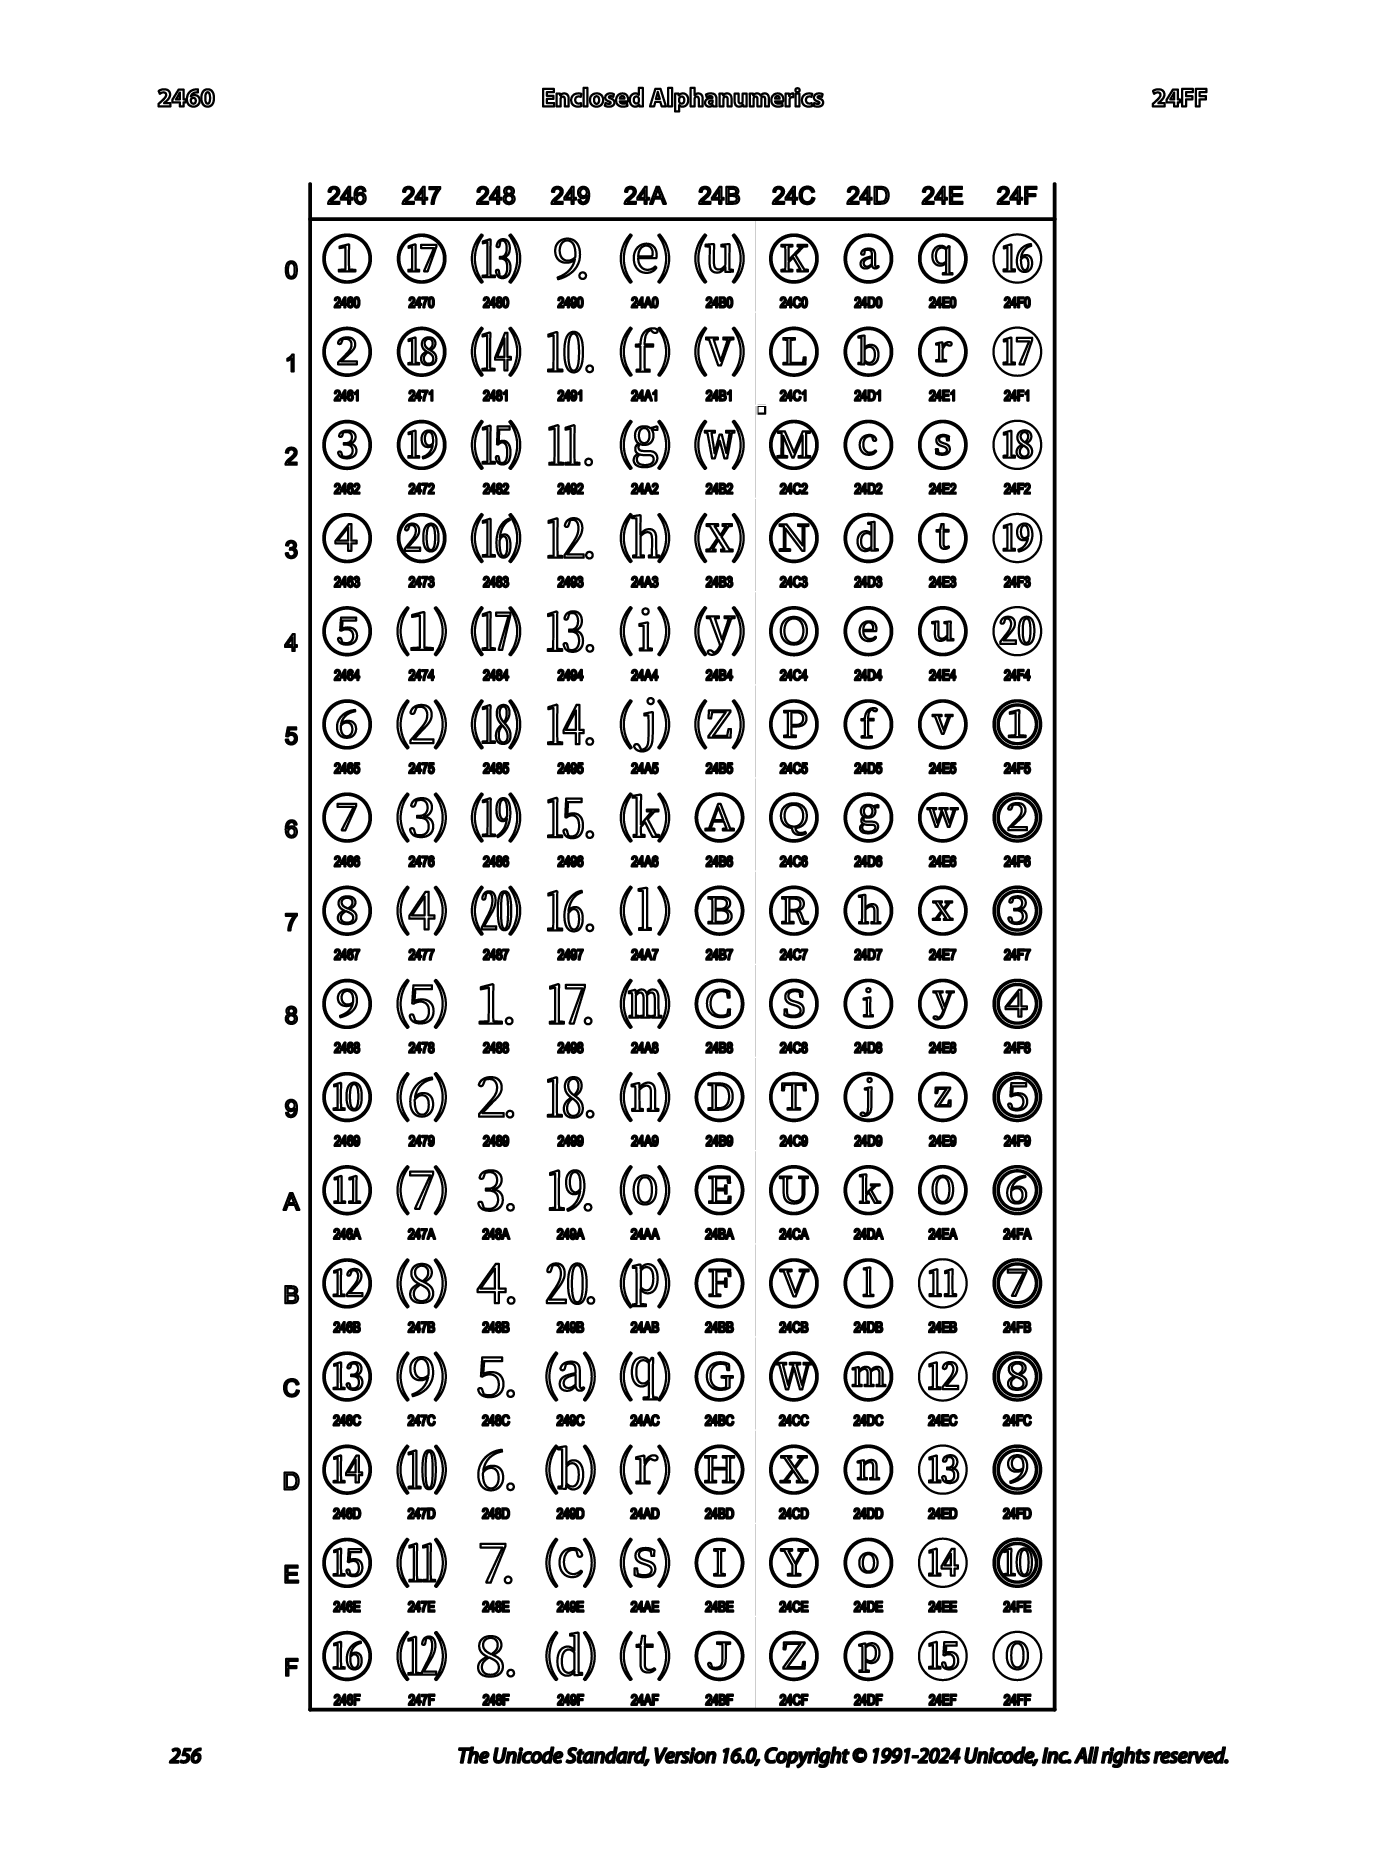 2460 Enclosed Alphanumerics 24FF
246 247 248 249 24A 24B 24C 24D 24E 24F
0 ① ⑰ ⒀ 9. ⒠ ⒰ Ⓚ ⓐ ⓠ ⓰
2460 2470 2480 2490 24A0 24B0 24C0 24D0 24E0 24F0
1 ② ⑱ ⒁ 10. ⒡ ⒱ Ⓛ ⓑ ⓡ ⓱
2461 2471 2481 2491 24A1 24B1 24C1 24D1 24E1 24F1
2 ③ ⑲ ⒂ 11. ⒢ ⒲ Ⓜ ⓒ ⓢ ⓲
2462 2472 2482 2492 24A2 24B2 24C2 24D2 24E2 24F2
3 ④ ⑳ ⒃ 12. ⒣ ⒳ Ⓝ ⓓ ⓣ ⓳
2463 2473 2483 2493 24A3 24B3 24C3 24D3 24E3 24F3
4 ⑤ ⑴ ⒄ 13. ⒤ ⒴ Ⓞ ⓔ ⓤ ⓴
2464 2474 2484 2494 24A4 24B4 24C4 24D4 24E4 24F4
5 ⑥ ⑵ ⒅ 14. ⒥ ⒵ Ⓟ ⓕ ⓥ ⓵
2465 2475 2485 2495 24A5 24B5 24C5 24D5 24E5 24F5
6 ⑦ ⑶ ⒆ 15. ⒦ Ⓐ Ⓠ ⓖ ⓦ ⓶
2466 2476 2486 2496 24A6 24B6 24C6 24D6 24E6 24F6
7 ⑧ ⑷ ⒇ 16. ⒧ Ⓑ Ⓡ ⓗ ⓧ ⓷
2467 2477 2487 2497 24A7 24B7 24C7 24D7 24E7 24F7
8 ⑨ ⑸ 1. 17. ⒨ Ⓒ Ⓢ ⓘ ⓨ ⓸
2468 2478 2488 2498 24A8 24B8 24C8 24D8 24E8 24F8
9 ⑩ ⑹ 2. 18. ⒩ Ⓓ Ⓣ ⓙ ⓩ ⓹
2469 2479 2489 2499 24A9 24B9 24C9 24D9 24E9 24F9
A ⑪ ⑺ 3. 19. ⒪ Ⓔ Ⓤ ⓚ ⓪ ⓺
246A 247A 248A 249A 24AA 24BA 24CA 24DA 24EA 24FA
B ⑫ ⑻ 4. 20. ⒫ Ⓕ Ⓥ ⓛ ⓫ ⓻
246B 247B 248B 249B 24AB 24BB 24CB 24DB 24EB 24FB
C ⑬ ⑼ 5. ⒜ ⒬ Ⓖ Ⓦ ⓜ ⓬ ⓼
246C 247C 248C 249C 24AC 24BC 24CC 24DC 24EC 24FC
D ⑭ ⑽ 6. ⒝ ⒭ Ⓗ Ⓧ ⓝ ⓭ ⓽
246D 247D 248D 249D 24AD 24BD 24CD 24DD 24ED 24FD
E ⑮ ⑾ 7. ⒞ ⒮ Ⓘ Ⓨ ⓞ ⓮ ⓾
246E 247E 248E 249E 24AE 24BE 24CE 24DE 24EE 24FE
F ⑯ ⑿ 8. ⒟ ⒯ Ⓙ Ⓩ ⓟ ⓯ ⓿
246F 247F 248F 249F 24AF 24BF 24CF 24DF 24EF 24FF
256 The Unicode Standard, Version 16.0, Copyright © 1991-2024 Unicode, Inc. All rights reserved.